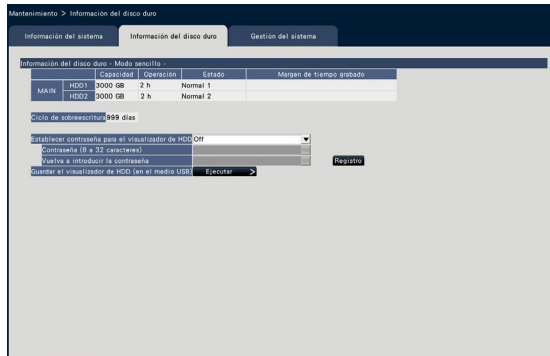 Mantenimiento > Información del disco duro
Información del sistema Información del disco duro Gestión del sistema
Información del disco duro - Modo sencillo -
Capacidad Operación Estado Margen de tiempo grabado
MAIN HDD1 3000 GB 2 h Normal 1
HDD2 3000 GB 2 h Normal 2
Ciclo de sobreescritura 999 días
Establecer contraseña para el visualizador de HDD Off
Contraseña (8 a 32 caracteres)
Vuelva a introducir la contraseña Registro
Guardar el visualizador de HDD (en el medio USB) Ejecutar >